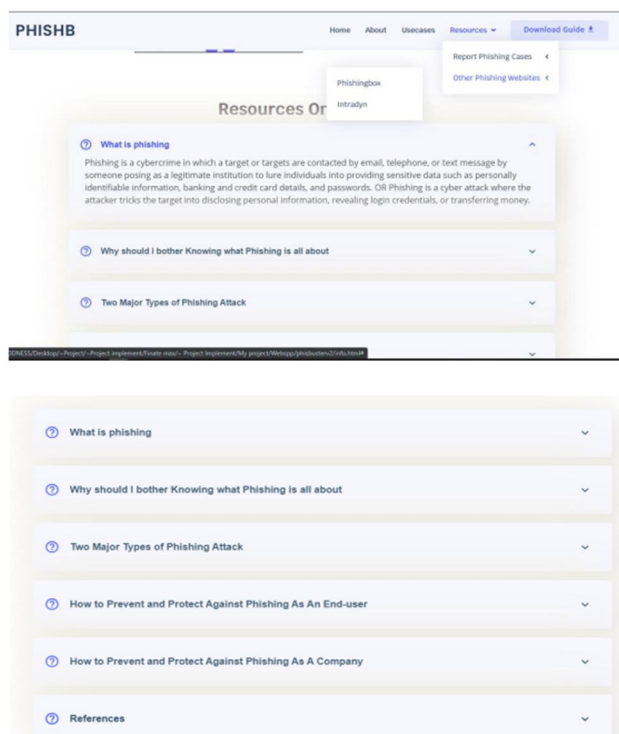 PHISHB
Home About Usecases Resources Download Guide
Report Phishing Cases
Other Phishing Websites
Phishingbox
Intradyn
Resources Or
What is phishing
Phishing is a cybercrime in which a target or targets are contacted by email, telephone, or text message by
someone posing as a legitimate institution to lure individuals into providing sensitive data such as personally
identifiable information, banking and credit card details, and passwords. OR Phishing is a cyber attack where the
attacker tricks the target into disclosing personal information, revealing login credentials, or transferring money.
Why should I bother Knowing what Phishing is all about
Two Major Types of Phishing Attack
What is phishing
Why should I bother Knowing what Phishing is all about
Two Major Types of Phishing Attack
How to Prevent and Protect Against Phishing As An End-user
How to Prevent and Protect Against Phishing As A Company
References